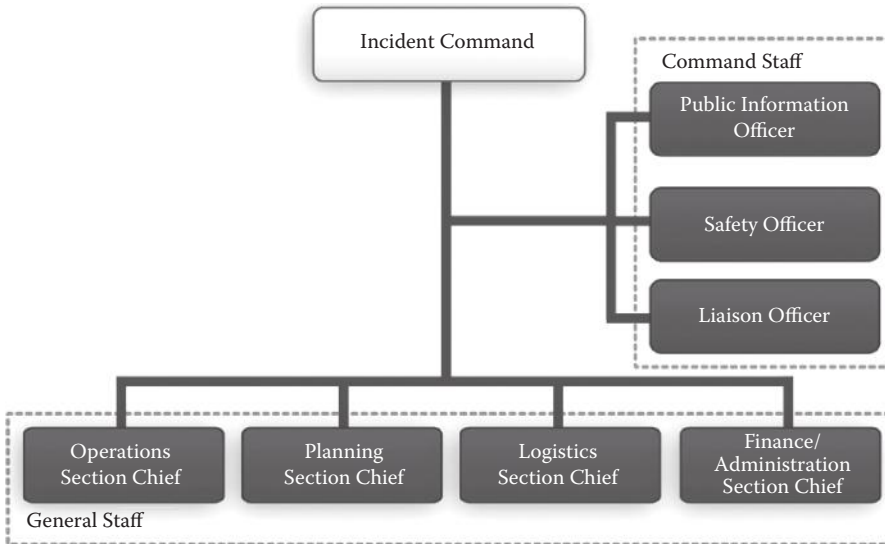 Incident Command
Command Staff
Public Information
Officer
Safety Officer
Liaison Officer
Operations
Section Chief
Planning
Section Chief
Logistics
Section Chief
Finance/
Administration
Section Chief
General Staff